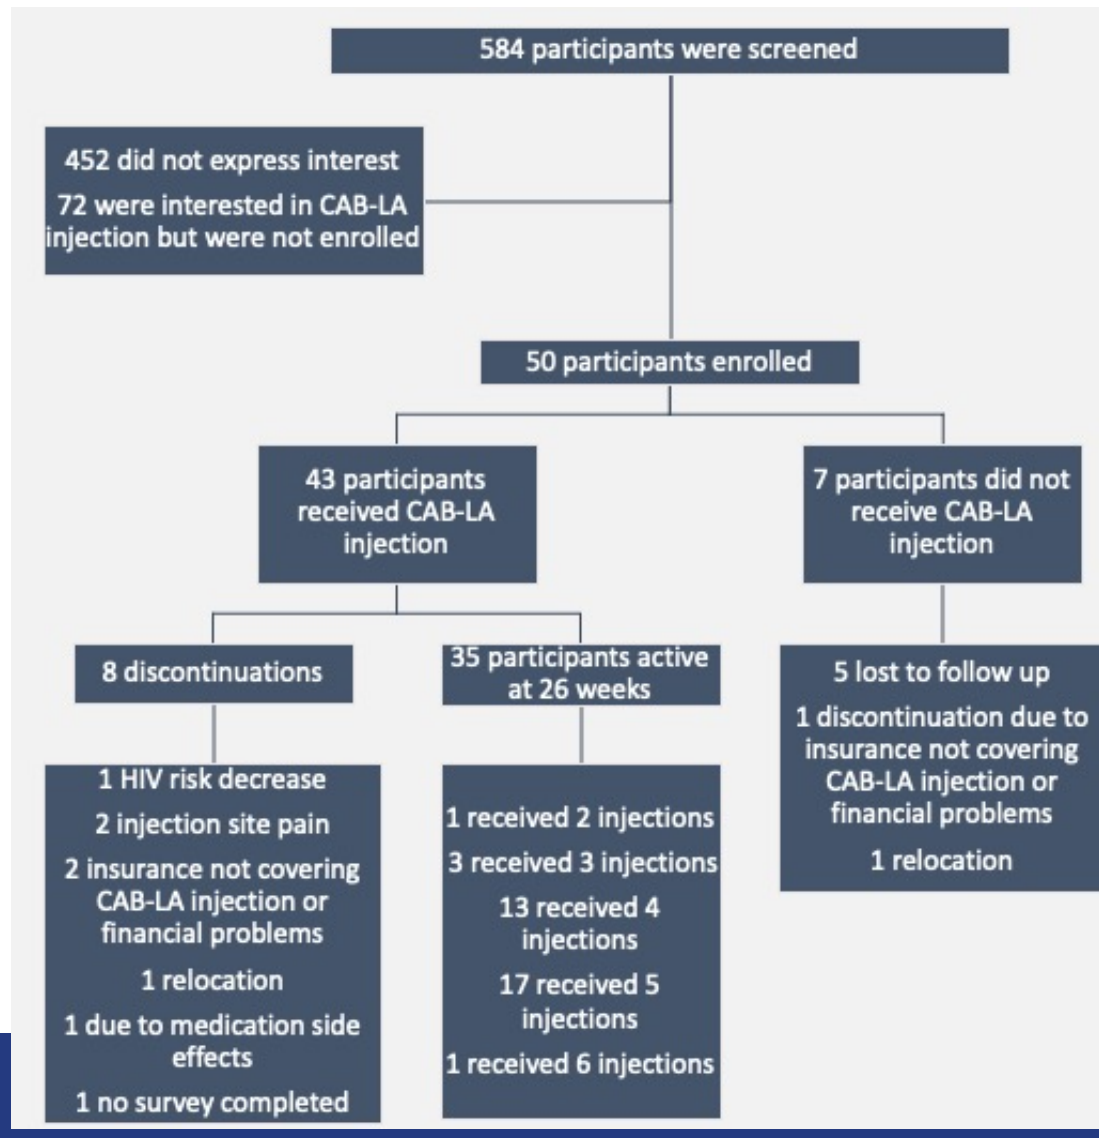 584 participants were screened
452 did not express interest
72 were interested in CAB-LA
injection but were not enrolled
50 participants enrolled
43 participants
received CAB-LA
injection
7 participants did not
receive CAB-LA
injection
8 discontinuations
35 participants active
at 26 weeks
5 lost to follow up
1 discontinuation due to
insurance not covering
CAB-LA injection or
financial problems
1 relocation
1 HIV risk decrease
2 injection site pain
2 insurance not covering
CAB-LA injection or
financial problems
1 relocation
1 due to medication side
effects
1 no survey completed
1 received 2 injections
3 received 3 injections
13 received 4
injections
17 received 5
injections
1 received 6 injections